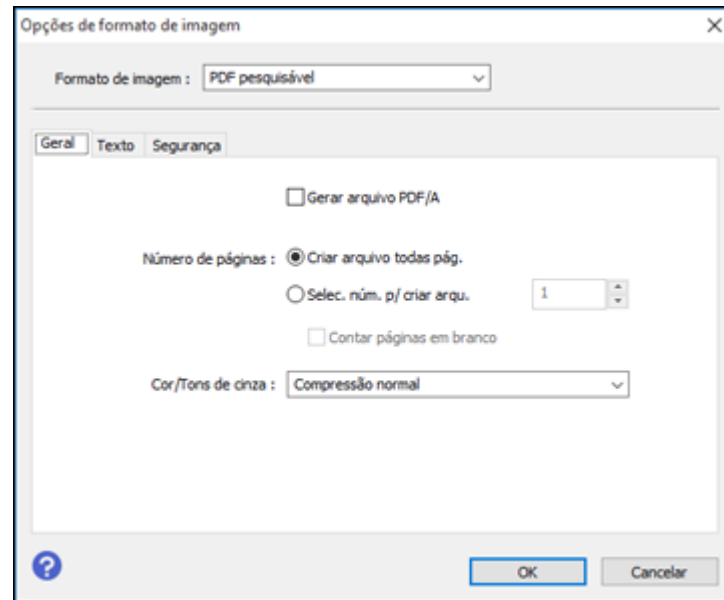 Opções de formato de imagem
Formato de imagem : PDF pesquisável
Geral Texto Segurança
Gerar arquivo PDF/A
Número de páginas : Criar arquivo todas pág.
Selec. núm. p/ criar arqu. 1
Contar páginas em branco
Cor/Tons de cinza : Compressão normal
? OK Cancelar